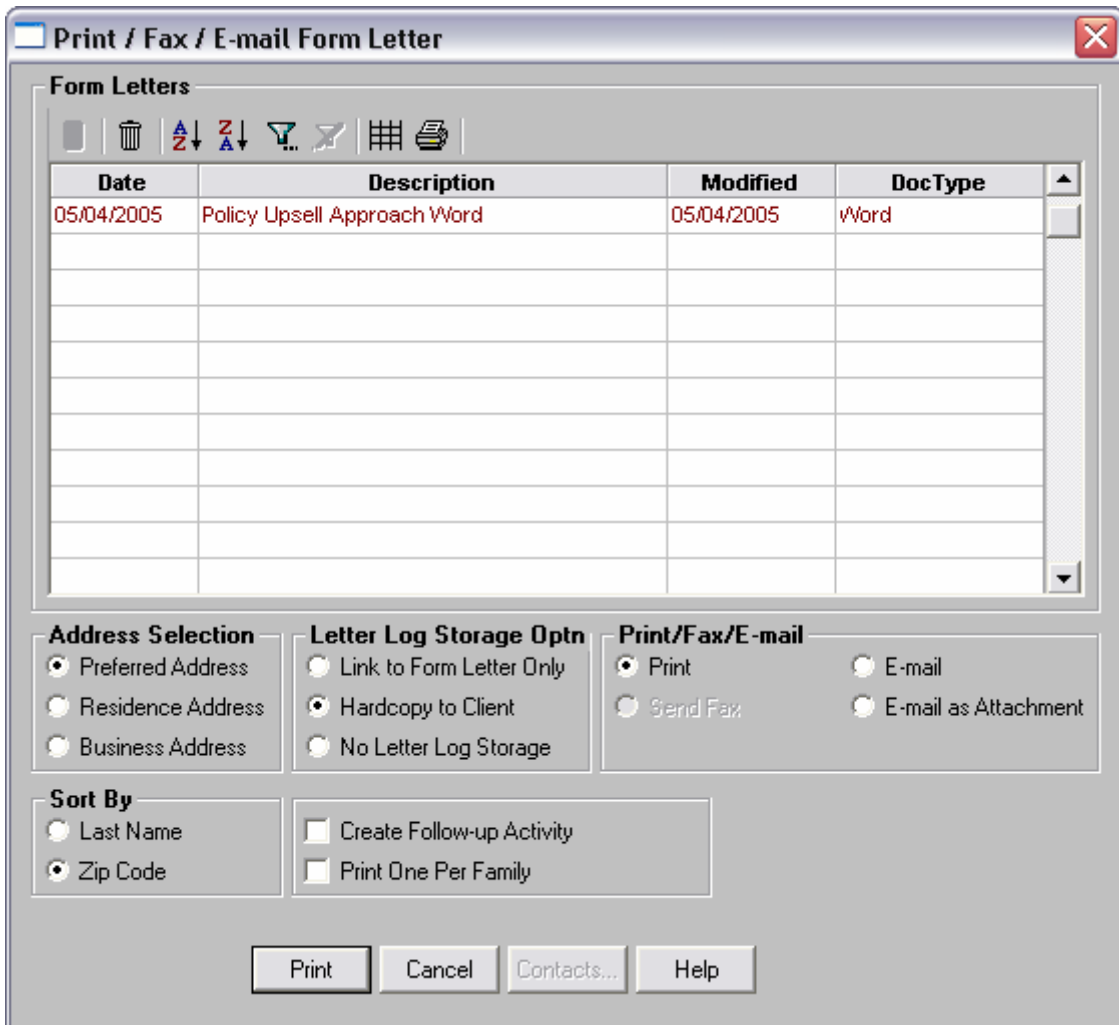 Print / Fax / E-mail Form Letter
Form Letters
Date Description Modified DocType
05/04/2005 Policy Upsell Approach Word 05/04/2005 Word
Address Selection Letter Log Storage Optn Print/Fax/E-mail
Preferred Address Link to Form Letter Only Print E-mail
Residence Address Hardcopy to Client Send Fax E-mail as Attachment
Business Address No Letter Log Storage
Sort By
Last Name Create Follow-up Activity
Zip Code Print One Per Family
Print Cancel Contacts... Help